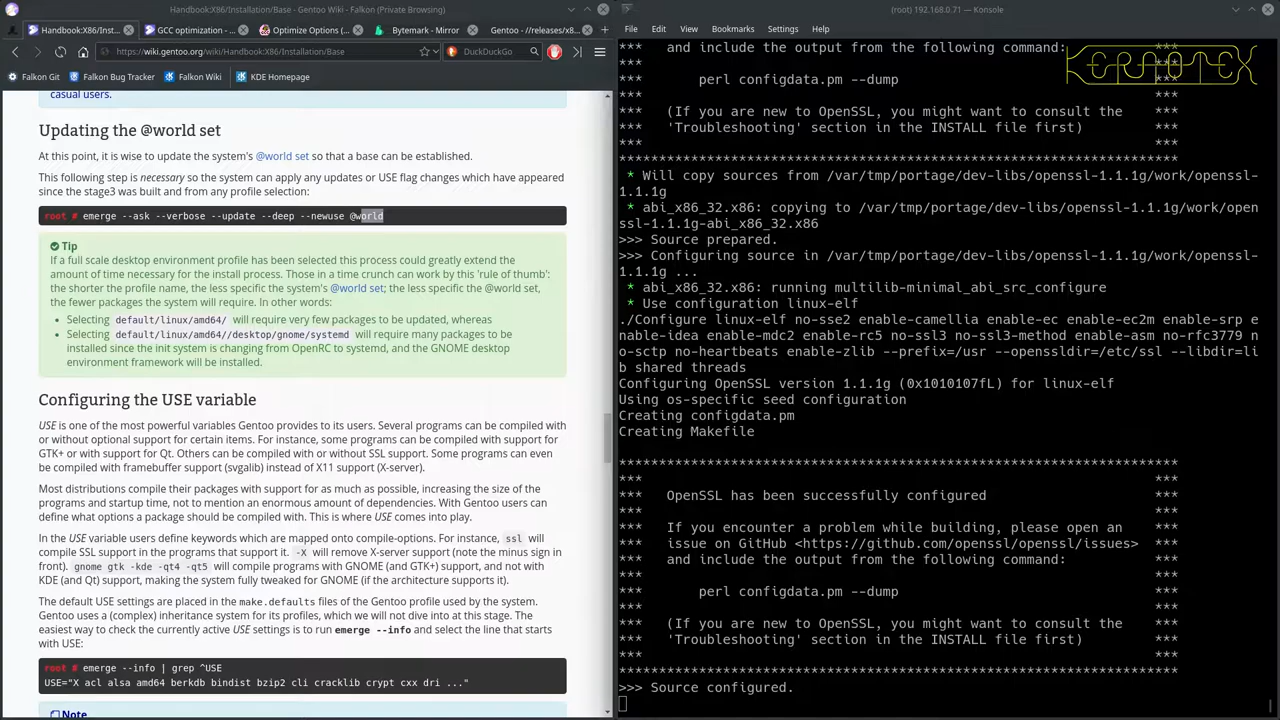 Handbook:X86/Installation/Base - Gentoo Wiki - Falkon (Private Browsing)
Handbook:X86/Inst...
GCC optimization - ...
Optimize Options (...
Bytemark - Mirror
Gentoo - //releases/x8...
https://wiki.gentoo.org/wiki/Handbook:X86/Installation/Base
DuckDuckGo
Falkon Git
Falkon Bug Tracker
Falkon Wiki
KDE Homepage
casual users.
Updating the @world set
At this point, it is wise to update the system's @world set so that a base can be established.
This following step is necessary so the system can apply any updates or USE flag changes which have appeared
since the stage3 was built and from any profile selection:
root # emerge --ask --verbose --update --deep --newuse @world
Tip
If a full scale desktop environment profile has been selected this process could greatly extend the
amount of time necessary for the install process. Those in a time crunch can work by this 'rule of thumb':
the shorter the profile name, the less specific the system's @world set; the less specific the @world set,
the fewer packages the system will require. In other words:
Selecting default/linux/amd64/ will require very few packages to be updated, whereas
Selecting default/linux/amd64//desktop/gnome/systemd will require many packages to be
installed since the init system is changing from OpenRC to systemd, and the GNOME desktop
environment framework will be installed.
Configuring the USE variable
USE is one of the most powerful variables Gentoo provides to its users. Several programs can be compiled with
or without optional support for certain items. For instance, some programs can be compiled with support for
GTK+ or with support for Qt. Others can be compiled with or without SSL support. Some programs can even
be compiled with framebuffer support (svgalib) instead of X11 support (X-server).
Most distributions compile their packages with support for as much as possible, increasing the size of the
programs and startup time, not to mention an enormous amount of dependencies. With Gentoo users can
define what options a package should be compiled with. This is where USE comes into play.
In the USE variable users define keywords which are mapped onto compile-options. For instance, ssl will
compile SSL support in the programs that support it. -X will remove X-server support (note the minus sign in
front). gnome gtk -kde -qt4 -qt5 will compile programs with GNOME (and GTK+) support, and not with
KDE (and Qt) support, making the system fully tweaked for GNOME (if the architecture supports it).
The default USE settings are placed in the make.defaults files of the Gentoo profile used by the system.
Gentoo uses a (complex) inheritance system for its profiles, which we will not dive into at this stage. The
easiest way to check the currently active USE settings is to run emerge --info and select the line that starts
with USE:
root # emerge --info | grep ^USE
USE="X acl alsa amd64 berkdb bindist bzip2 cli cracklib crypt cxx dri ..."
Note
(root) 192.168.0.71 — Konsole
File Edit View Bookmarks Settings Help
KERNOTEX
*** and include the output from the following command: ***
*** ***
*** perl configdata.pm --dump ***
*** ***
*** (If you are new to OpenSSL, you might want to consult the ***
*** 'Troubleshooting' section in the INSTALL file first) ***
*** ***
**********************************************************************
* Will copy sources from /var/tmp/portage/dev-libs/openssl-1.1.1g/work/openssl-
1.1.1g
* abi_x86_32.x86: copying to /var/tmp/portage/dev-libs/openssl-1.1.1g/work/open
ssl-1.1.1g-abi_x86_32.x86
>>> Source prepared.
>>> Configuring source in /var/tmp/portage/dev-libs/openssl-1.1.1g/work/openssl-
1.1.1g ...
* abi_x86_32.x86: running multilib-minimal_abi_src_configure
* Use configuration linux-elf
./Configure linux-elf no-sse2 enable-camellia enable-ec enable-ec2m enable-srp e
nable-idea enable-mdc2 enable-rc5 no-ssl3 no-ssl3-method enable-asm no-rfc3779 n
o-sctp no-heartbeats enable-zlib --prefix=/usr --openssldir=/etc/ssl --libdir=li
b shared threads
Configuring OpenSSL version 1.1.1g (0x1010107fL) for linux-elf
Using os-specific seed configuration
Creating configdata.pm
Creating Makefile
**********************************************************************
*** ***
*** OpenSSL has been successfully configured ***
*** ***
*** If you encounter a problem while building, please open an ***
*** issue on GitHub <https://github.com/openssl/openssl/issues> ***
*** and include the output from the following command: ***
*** ***
*** perl configdata.pm --dump ***
*** ***
*** (If you are new to OpenSSL, you might want to consult the ***
*** 'Troubleshooting' section in the INSTALL file first) ***
*** ***
**********************************************************************
>>> Source configured.